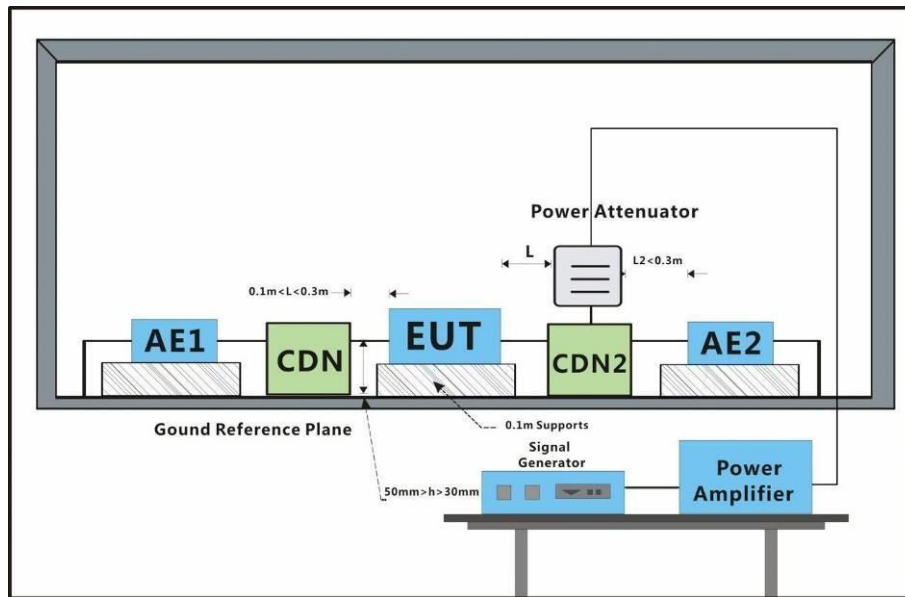 Power Attenuator
L
L2<0.3m
0.1m<L<0.3m
AE1
CDN
EUT
CDN2
AE2
Gound Reference Plane
0.1m Supports
Signal
Generator
50mm>h>30mm
Power
Amplifier